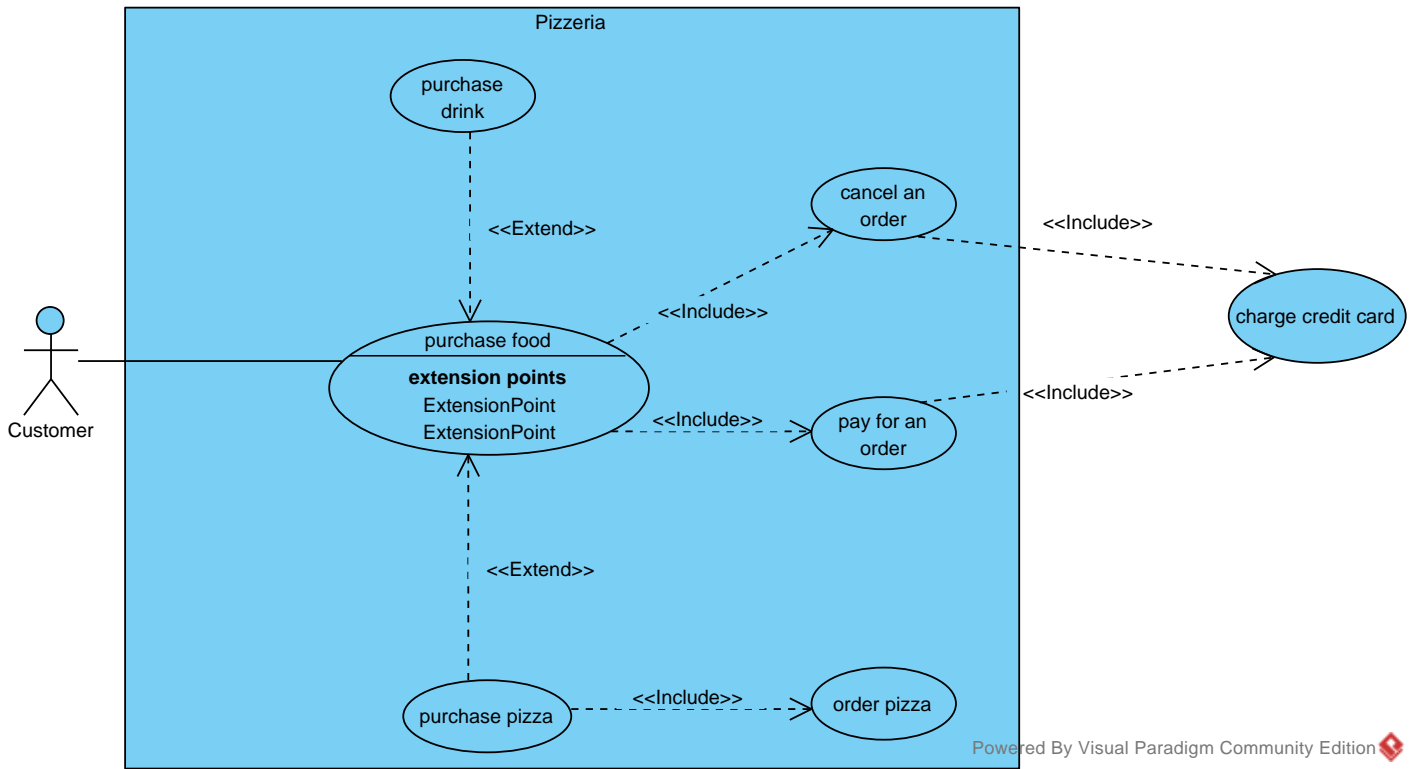 Pizzeria
purchase
drink
<<Extend>>
cancel an
order
<<Include>>
<<Include>>
charge credit card
Customer
purchase food
extension points
ExtensionPoint
ExtensionPoint
<<Include>>
pay for an
order
<<Include>>
<<Extend>>
purchase pizza
<<Include>>
order pizza
Powered By Visual Paradigm Community Edition